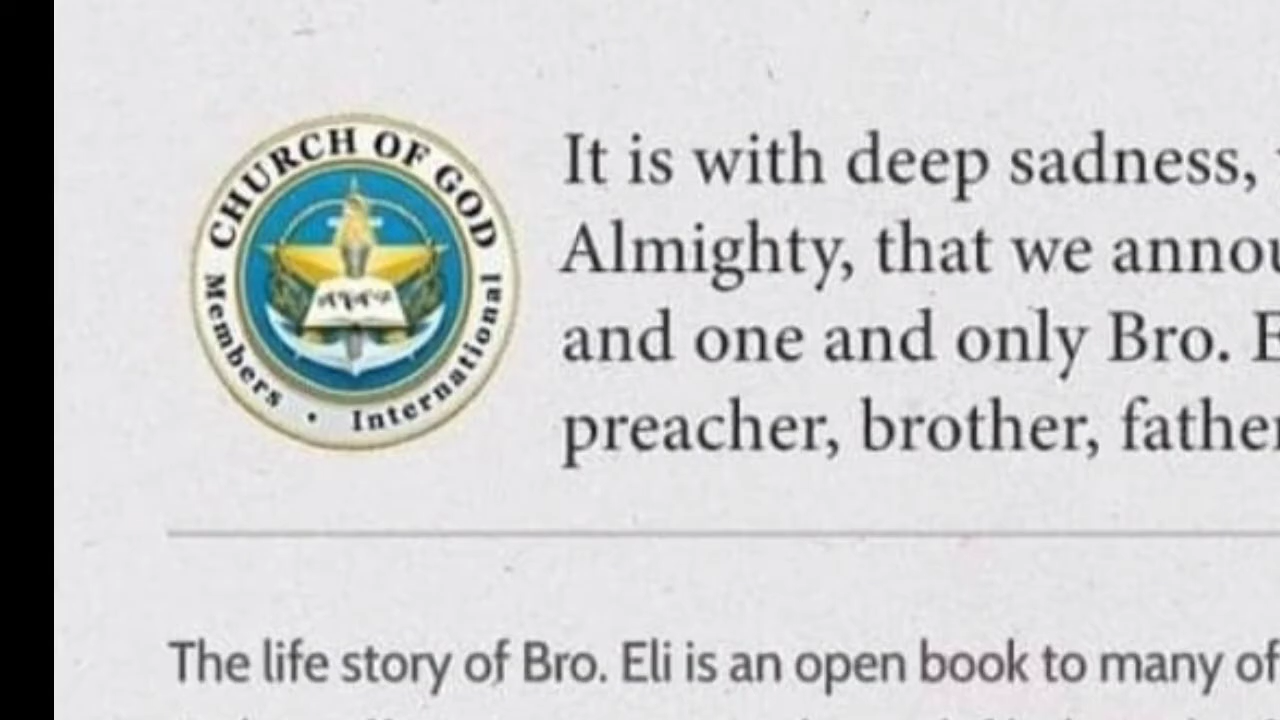 CHURCH OF GOD
Members • International
It is with deep sadness,
Almighty, that we annou
and one and only Bro. E
preacher, brother, father
The life story of Bro. Eli is an open book to many of